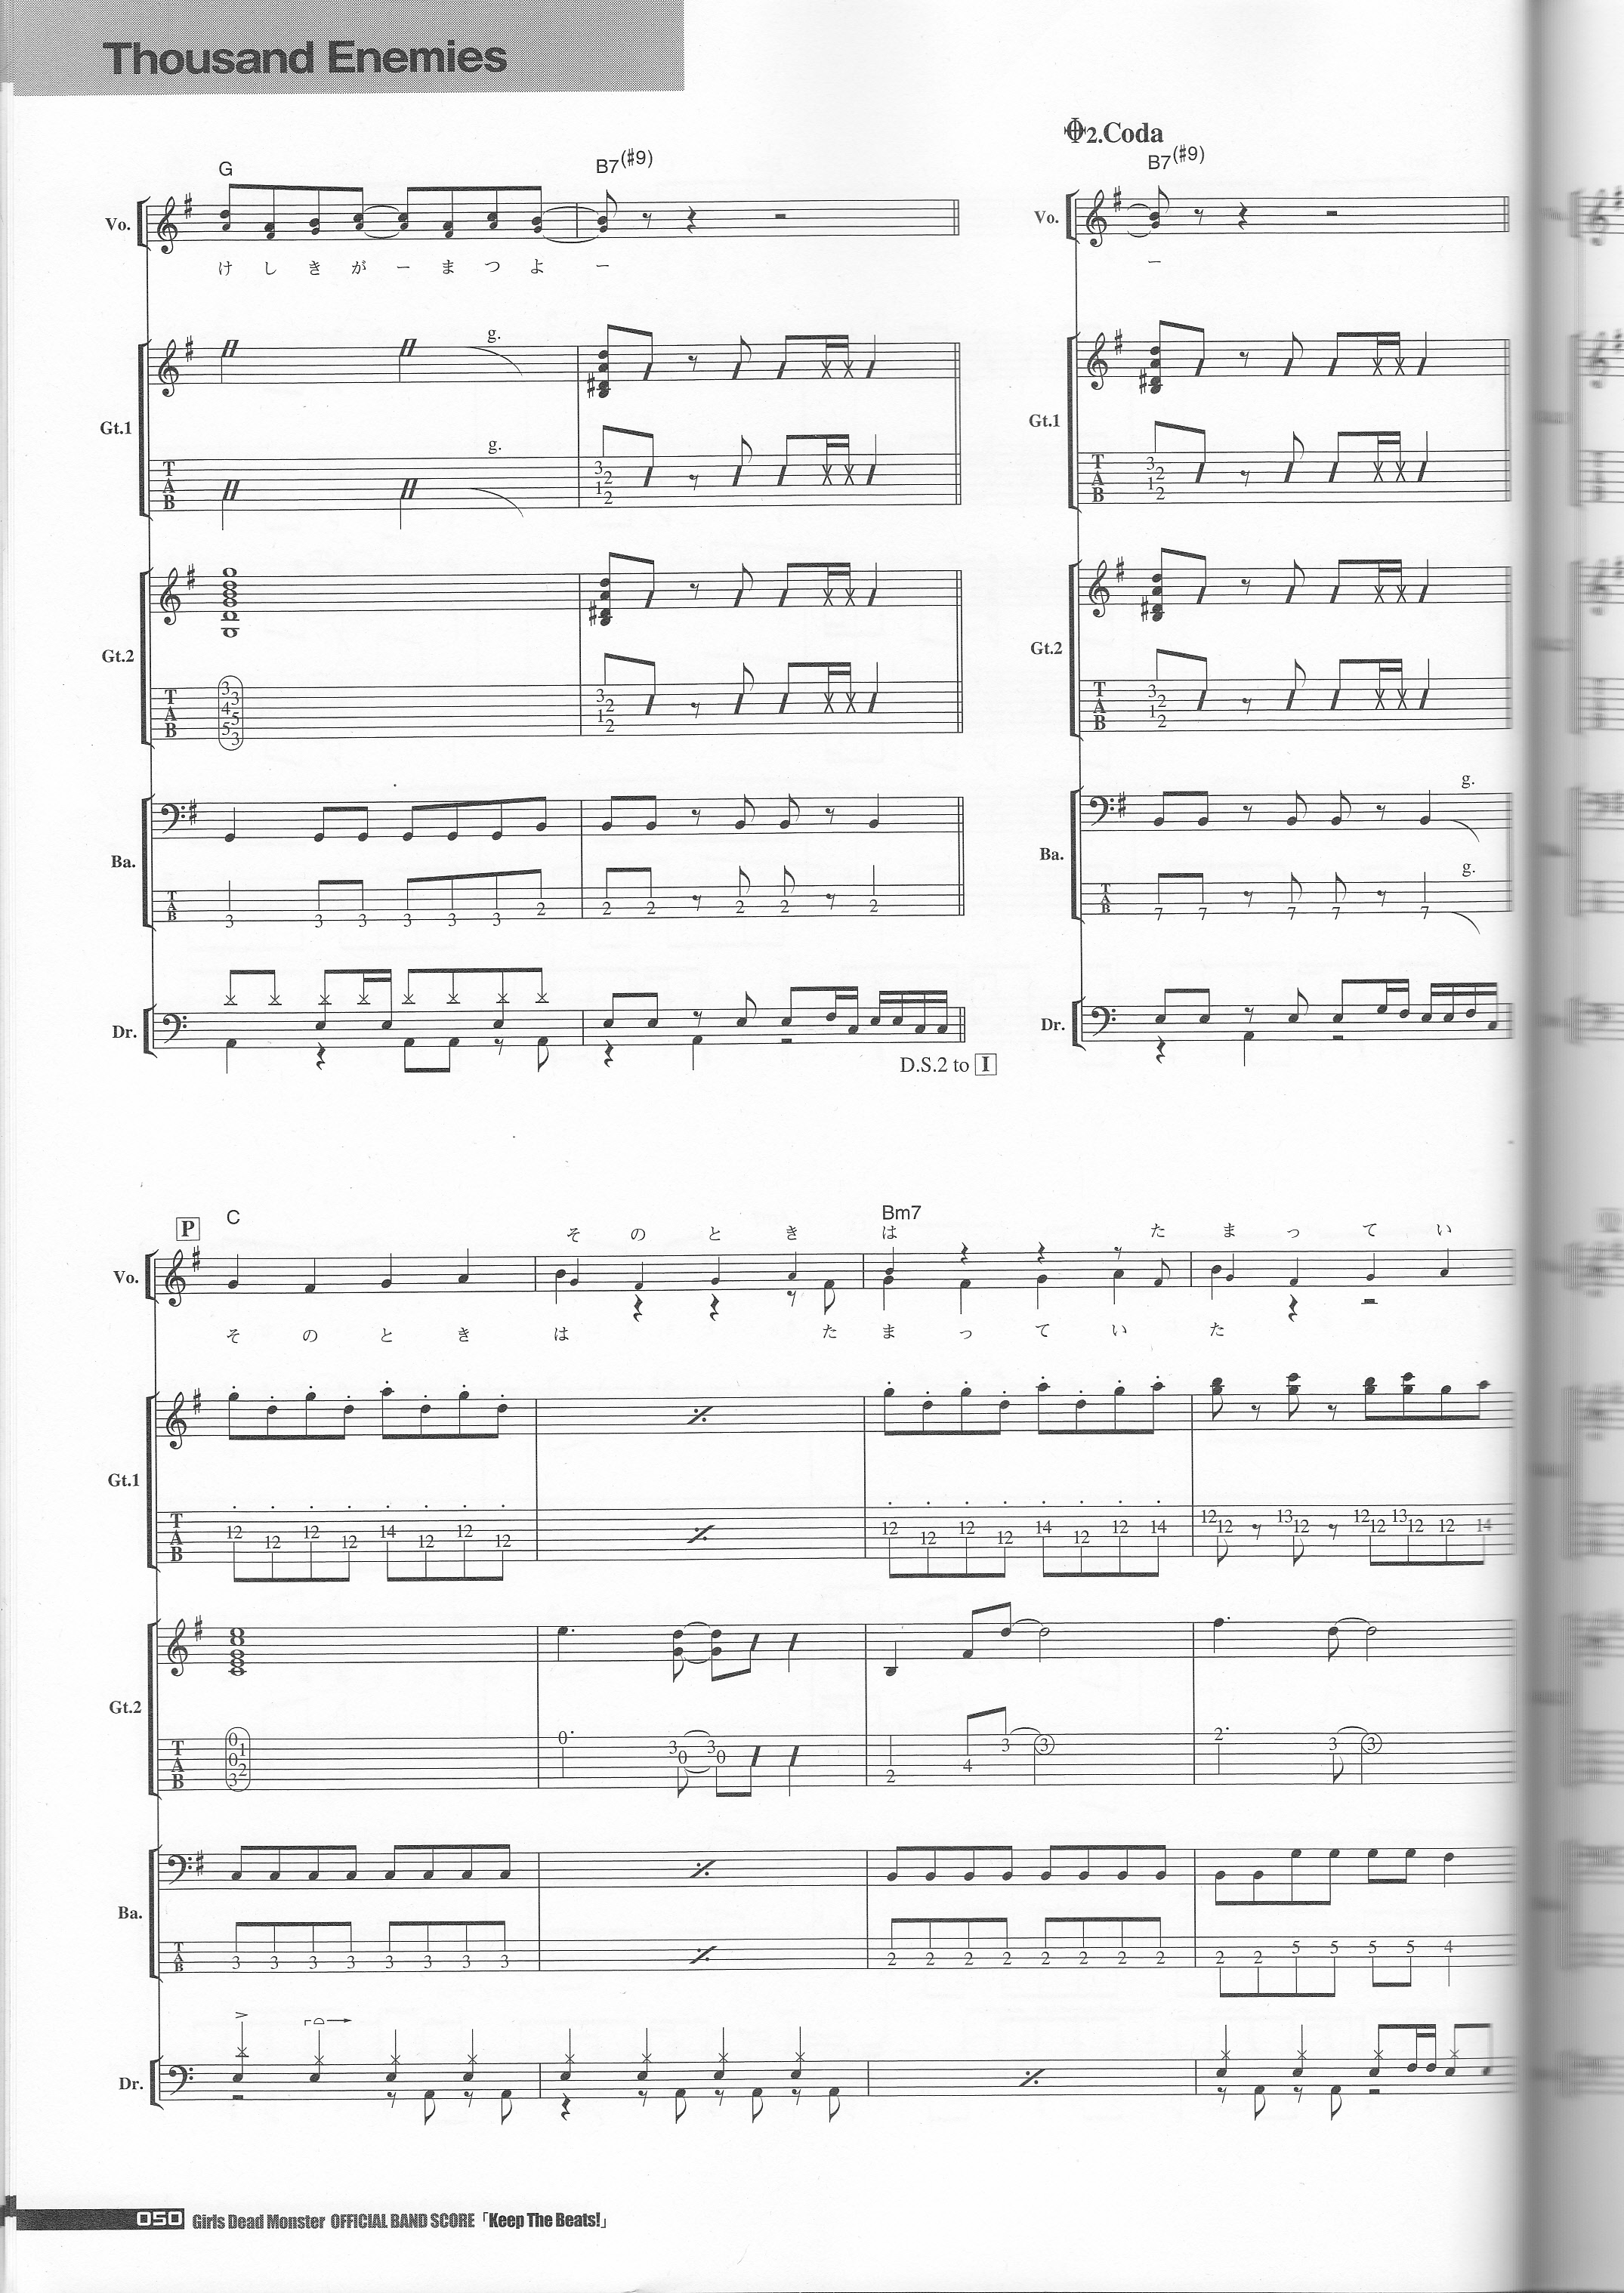 Thousand Enemies
2.Coda
G B7(#9) B7(#9)
Vo. Vo.
け し き が ー ま つ よ ー ー
g.
Gt.1 Gt.1
g.
T A B 3 2 1 2 T A B 3 2 1 2
Gt.2 Gt.2
T A B 3 3 4 5 5 3 3 2 1 2 T A B 3 2 1 2
g.
Ba. Ba.
g.
T A B 3 3 3 3 3 3 2 2 2 2 2 2 T A B 7 7 7 7 7
Dr. Dr.
D.S.2 to I
P C Bm7
そ の と き は た ま っ て い
Vo.
そ の と き は た ま っ て い た
Gt.1
T A B 12 12 12 12 14 12 12 12 12 12 12 12 14 12 12 14 12 12 13 12 12 12 13 12 12 14
Gt.2
T A B 0 1 0 2 3 0 3 0 3 0 2 4 3 3 2 3 3
Ba.
T A B 3 3 3 3 3 3 3 3 2 2 2 2 2 2 2 2 2 2 5 5 5 5 4
Dr.
050 Girls Dead Monster OFFICIAL BAND SCORE「Keep The Beats!」